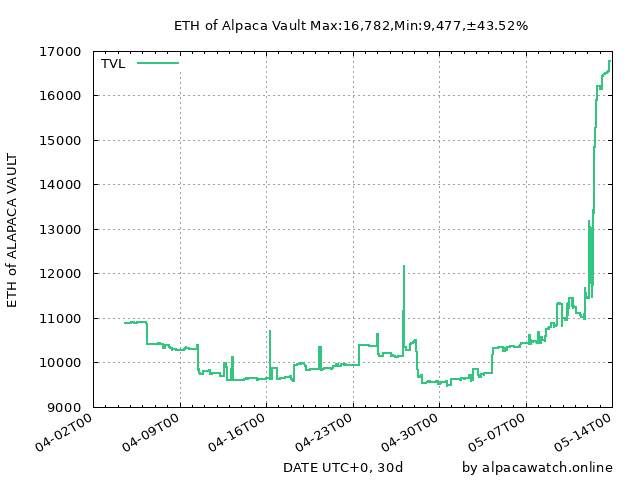 ETH of Alpaca Vault Max:16,782,Min:9,477,±43.52%
TVL
ETH of ALAPACA VAULT
17000
16000
15000
14000
13000
12000
11000
10000
9000
04-02T00 04-09T00 04-16T00 04-23T00 04-30T00 05-07T00 05-14T00
DATE UTC+0, 30d by alpacawatch.online